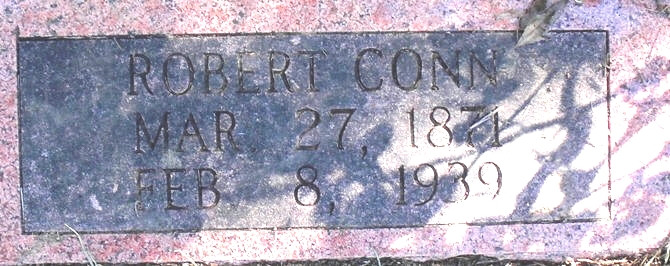 ROBERT CONN
MAR. 27, 1871
FEB. 8, 1939